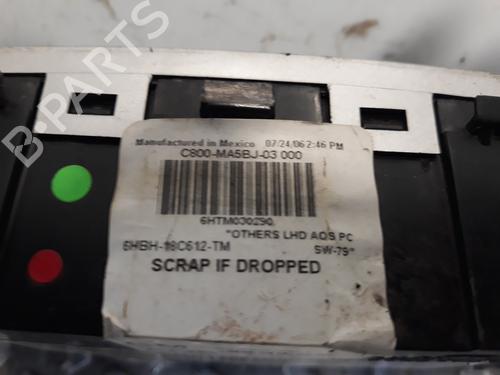 B PARTS
Manufactured in Mexico 07/24/06 2:46 PM
C800-MA5BJ-03 000
6HTM030290
"OTHERS LHD AQS PC
6HBH-18C612-TM SW-79"
SCRAP IF DROPPED